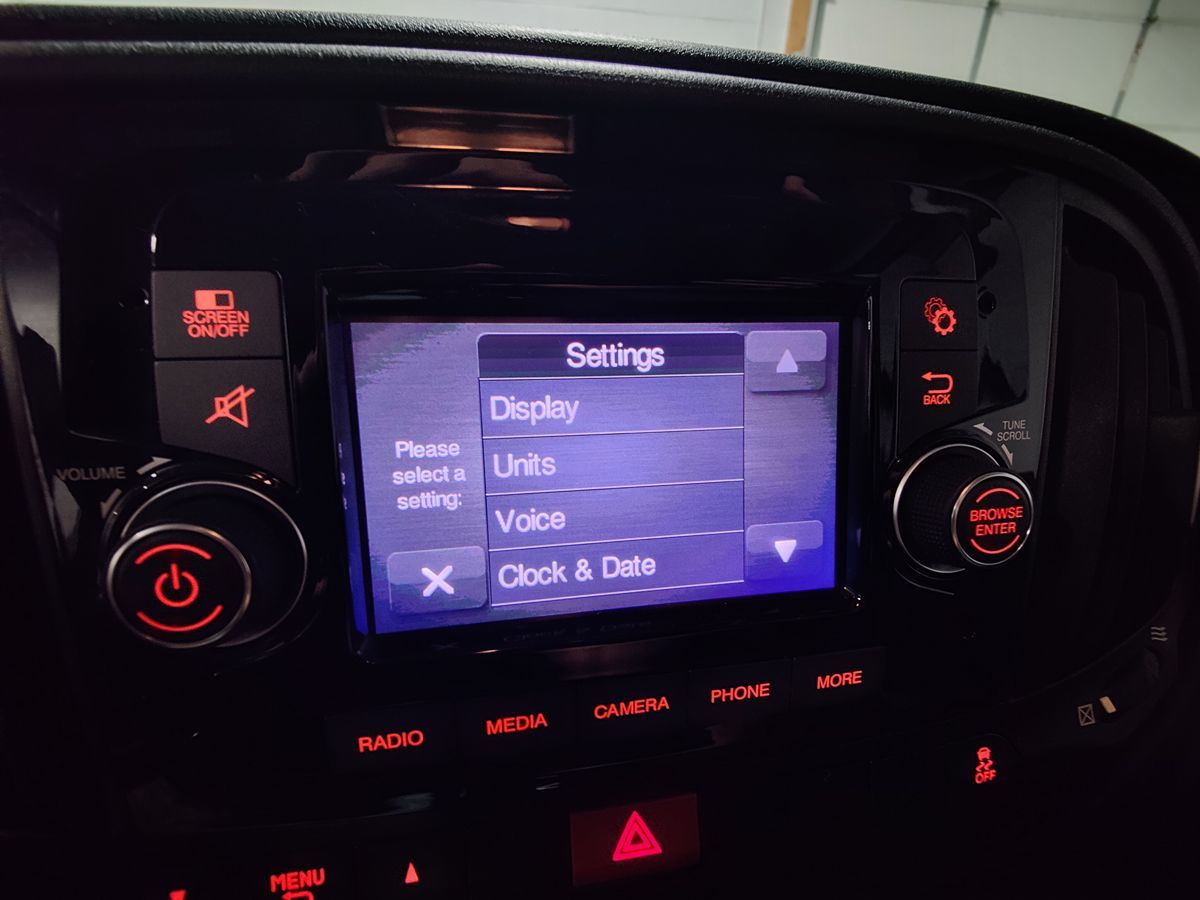 SCREEN
ON/OFF
VOLUME
Settings
Display
Units
Voice
Clock & Date
Please
select a
setting:
BACK
TUNE
SCROLL
BROWSE
ENTER
RADIO
MEDIA
CAMERA
PHONE
MORE
OFF
MENU